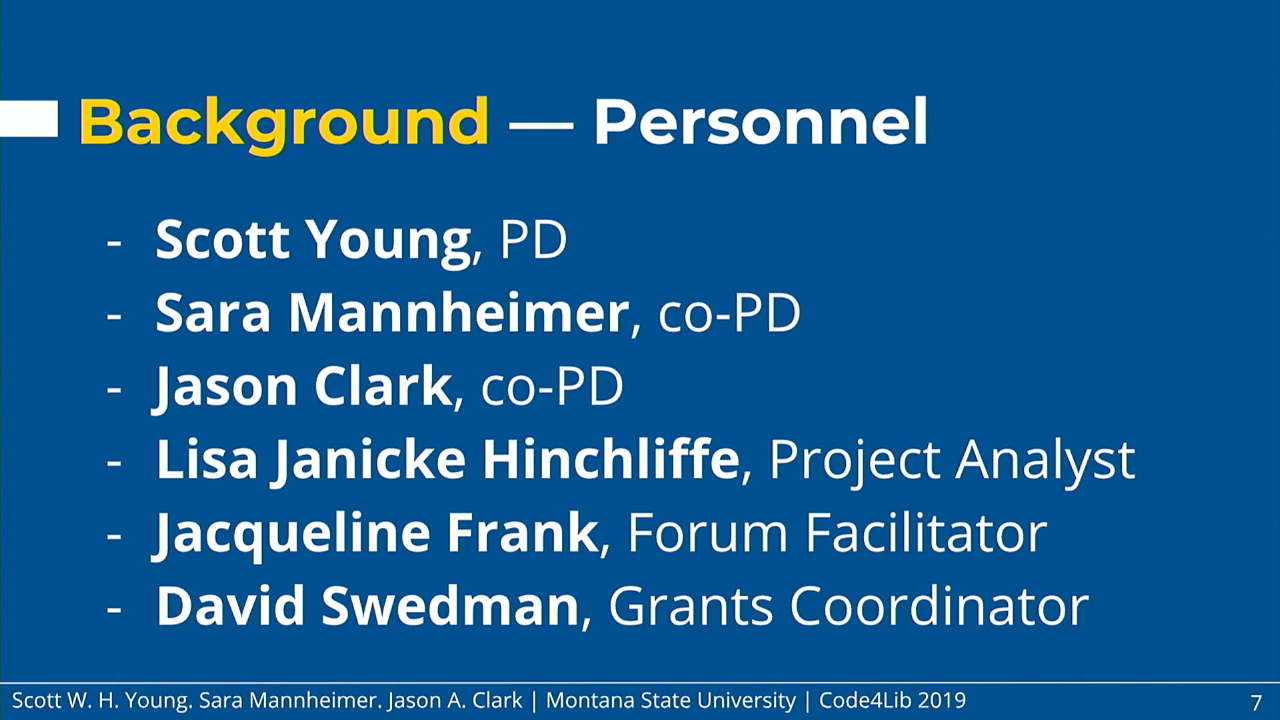 Background — Personnel
- Scott Young, PD
- Sara Mannheimer, co-PD
- Jason Clark, co-PD
- Lisa Janicke Hinchliffe, Project Analyst
- Jacqueline Frank, Forum Facilitator
- David Swedman, Grants Coordinator
Scott W. H. Young. Sara Mannheimer. Jason A. Clark | Montana State University | Code4Lib 2019
7